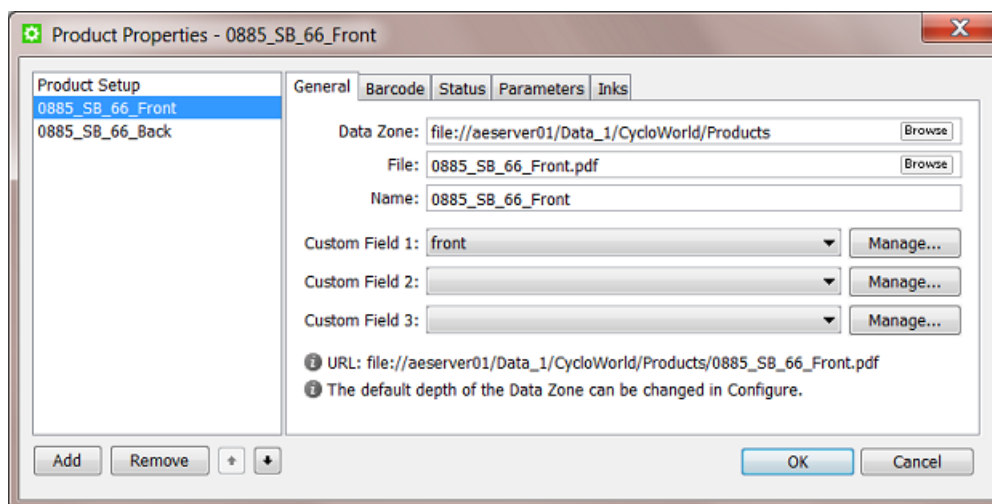 Product Properties - 0885_SB_66_Front
X
Product Setup
0885_SB_66_Front
0885_SB_66_Back
General Barcode Status Parameters Inks
Data Zone: file://aeserver01/Data_1/CycloWorld/Products Browse
File: 0885_SB_66_Front.pdf Browse
Name: 0885_SB_66_Front
Custom Field 1: front Manage...
Custom Field 2: Manage...
Custom Field 3: Manage...
i URL: file://aeserver01/Data_1/CycloWorld/Products/0885_SB_66_Front.pdf
i The default depth of the Data Zone can be changed in Configure.
Add Remove OK Cancel